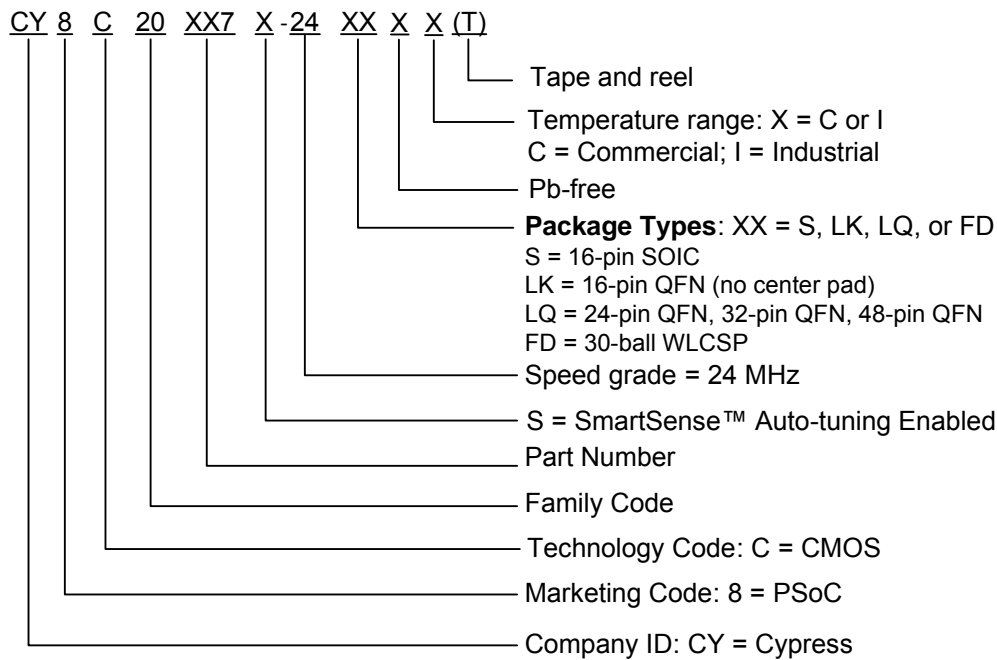 CY 8 C 20 XX7 X - 24 XX X X (T)
Tape and reel
Temperature range: X = C or I
C = Commercial; I = Industrial
Pb-free
Package Types: XX = S, LK, LQ, or FD
S = 16-pin SOIC
LK = 16-pin QFN (no center pad)
LQ = 24-pin QFN, 32-pin QFN, 48-pin QFN
FD = 30-ball WLCSP
Speed grade = 24 MHz
S = SmartSense™ Auto-tuning Enabled
Part Number
Family Code
Technology Code: C = CMOS
Marketing Code: 8 = PSoC
Company ID: CY = Cypress